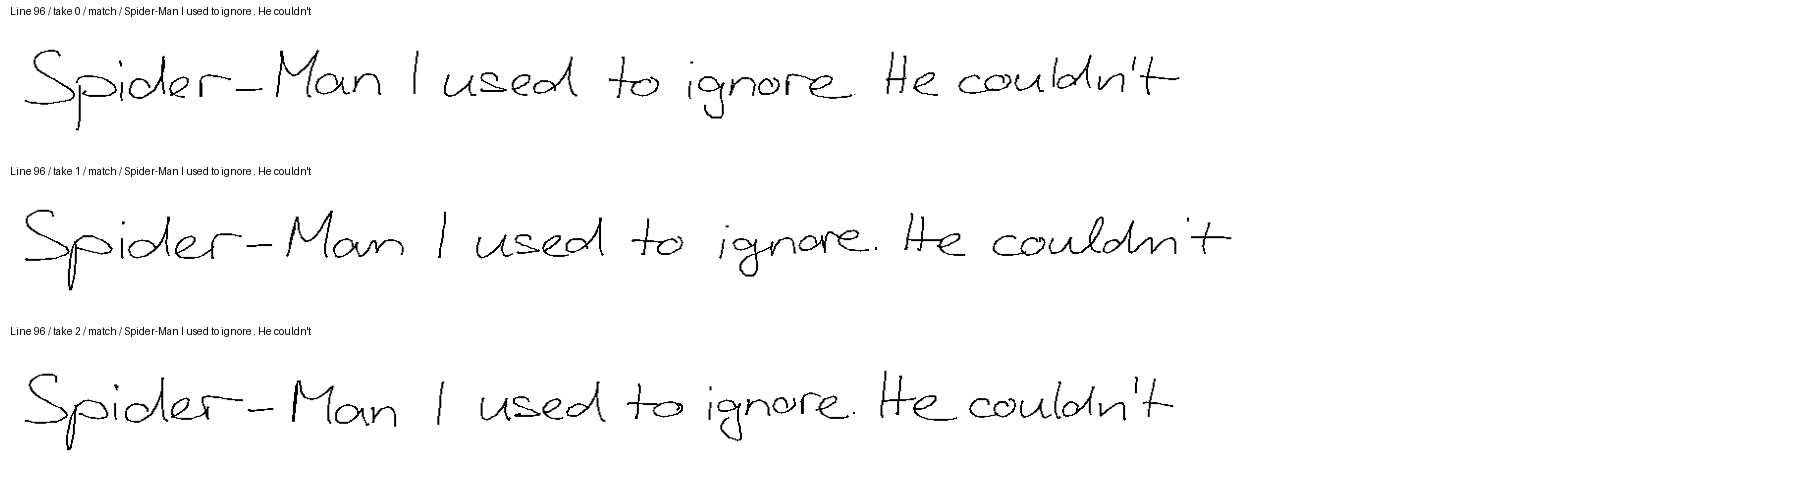 Line 96 / take 0 / match / Spider-Man I used to ignore . He couldn't
Spider-Man I used to ignore. He couldn't
Line 96 / take 1 / match / Spider-Man I used to ignore . He couldn't
Spider-Man I used to ignore. He couldn't
Line 96 / take 2 / match / Spider-Man I used to ignore . He couldn't
Spider-Man I used to ignore. He couldn't